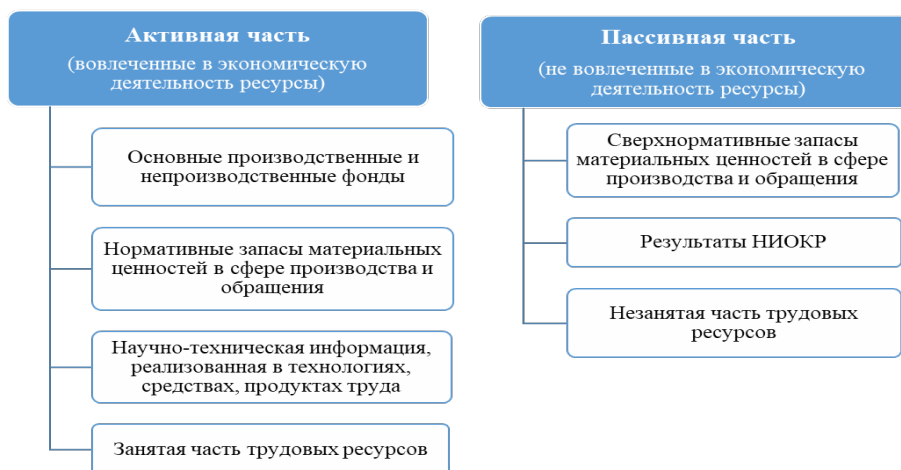 Активная часть
(вовлеченные в экономическую
деятельность ресурсы)
Основные производственные и
непроизводственные фонды
Нормативные запасы материальных
ценностей в сфере производства и
обращения
Научно-техническая информация,
реализованная в технологиях,
средствах, продуктах труда
Занятая часть трудовых ресурсов
Пассивная часть
(не вовлеченные в экономическую
деятельность ресурсы)
Сверхнормативные запасы
материальных ценностей в сфере
производства и обращения
Результаты НИОКР
Незанятая часть трудовых
ресурсов